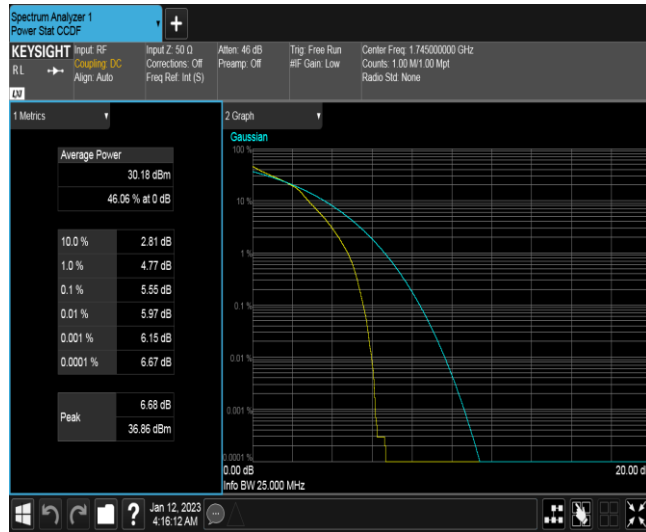 Spectrum Analyzer 1
Power Stat CCDF
KEYSIGHT
RL
Input: RF
Coupling: DC
Align: Auto
Input Z: 50 Ω
Corrections: Off
Freq Ref: Int (S)
Atten: 46 dB
Preamp: Off
Trig: Free Run
#IF Gain: Low
Center Freq: 1.745000000 GHz
Counts: 1.00 M/1.00 Mpt
Radio Std: None
LXI
1 Metrics
Average Power
30.18 dBm
46.06 % at 0 dB
10.0 % 2.81 dB
1.0 % 4.77 dB
0.1 % 5.55 dB
0.01 % 5.97 dB
0.001 % 6.15 dB
0.0001 % 6.67 dB
Peak
6.68 dB
36.86 dBm
2 Graph
Gaussian
100 %
10 %
1 %
0.1 %
0.01 %
0.001 %
0.0001 %
0.00 dB
20.00 dB
Info BW 25.000 MHz
?
Jan 12, 2023
4:16:12 AM